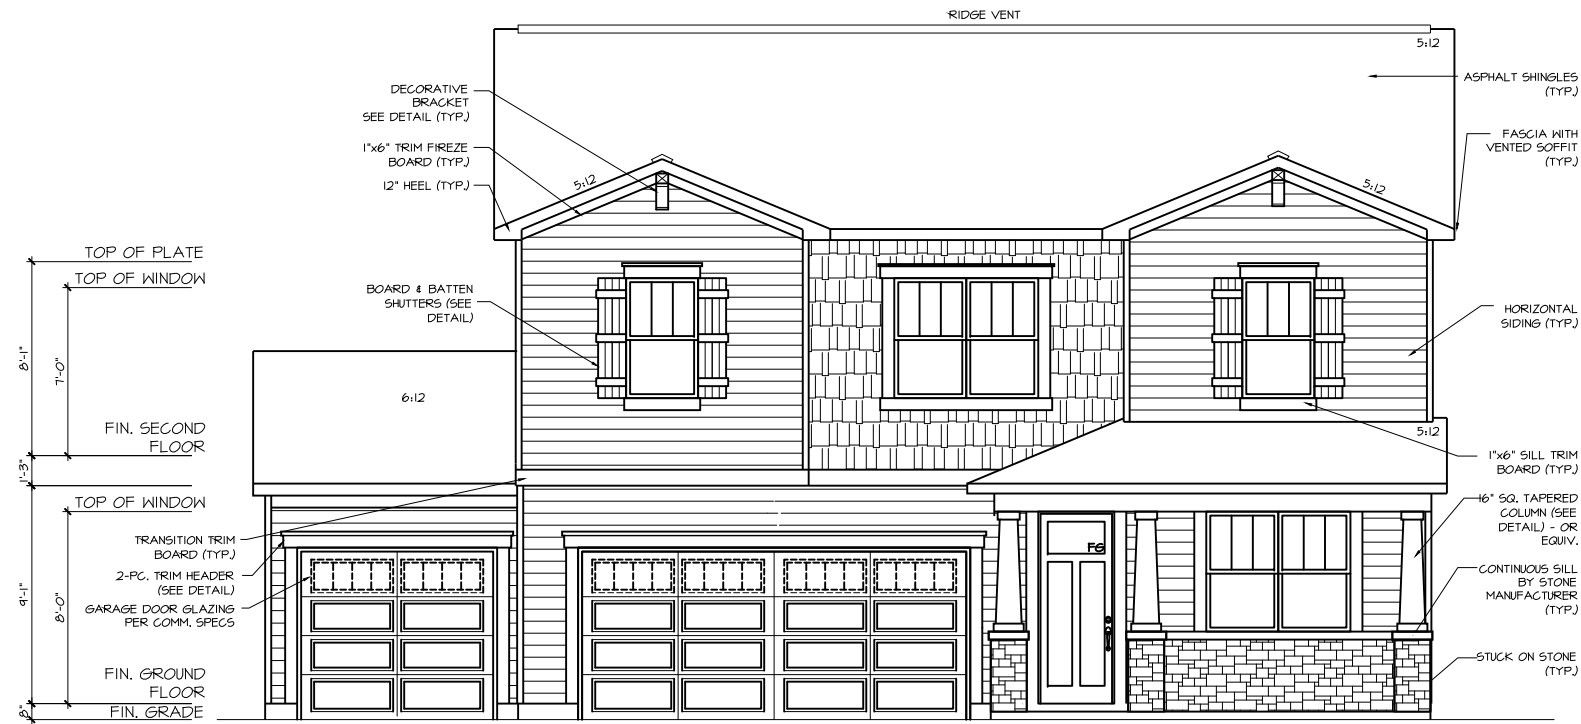 RIDGE VENT
5:12
ASPHALT SHINGLES
(TYP.)
DECORATIVE
BRACKET
SEE DETAIL (TYP.)
FASCIA WITH
VENTED SOFFIT
(TYP.)
1"x6" TRIM FIREZE
BOARD (TYP.)
12" HEEL (TYP.)
5:12
5:12
TOP OF PLATE
TOP OF WINDOW
BOARD & BATTEN
SHUTTERS (SEE
DETAIL)
HORIZONTAL
SIDING (TYP.)
8'-1"
7'-0"
6:12
FIN. SECOND
FLOOR
5:12
1'-3"
1"x6" SILL TRIM
BOARD (TYP.)
TOP OF WINDOW
16" SQ. TAPERED
COLUMN (SEE
DETAIL) - OR
EQUIV.
TRANSITION TRIM
BOARD (TYP.)
FG
2-PC. TRIM HEADER
(SEE DETAIL)
CONTINUOUS SILL
BY STONE
MANUFACTURER
(TYP.)
9'-1"
8'-0"
GARAGE DOOR GLAZING
PER COMM. SPECS
STUCK ON STONE
(TYP.)
FIN. GROUND
FLOOR
FIN. GRADE
8"